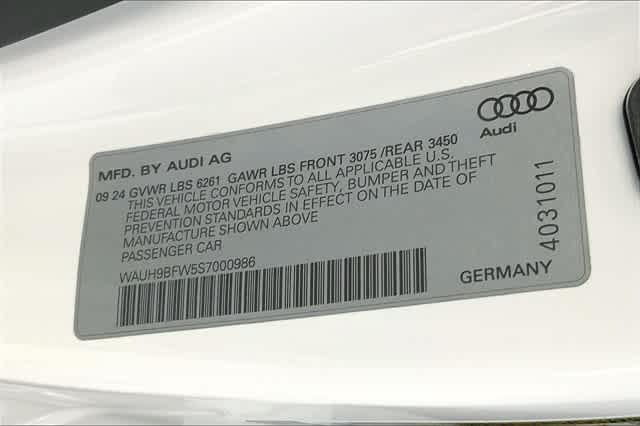 Audi
MFD. BY AUDI AG
09 24 GVWR LBS 6261 GAWR LBS FRONT 3075 /REAR 3450
THIS VEHICLE CONFORMS TO ALL APPLICABLE U.S.
FEDERAL MOTOR VEHICLE SAFETY, BUMPER AND THEFT
PREVENTION STANDARDS IN EFFECT ON THE DATE OF
MANUFACTURE SHOWN ABOVE
PASSENGER CAR
WAUH9BFW5S7000986
4031011
GERMANY